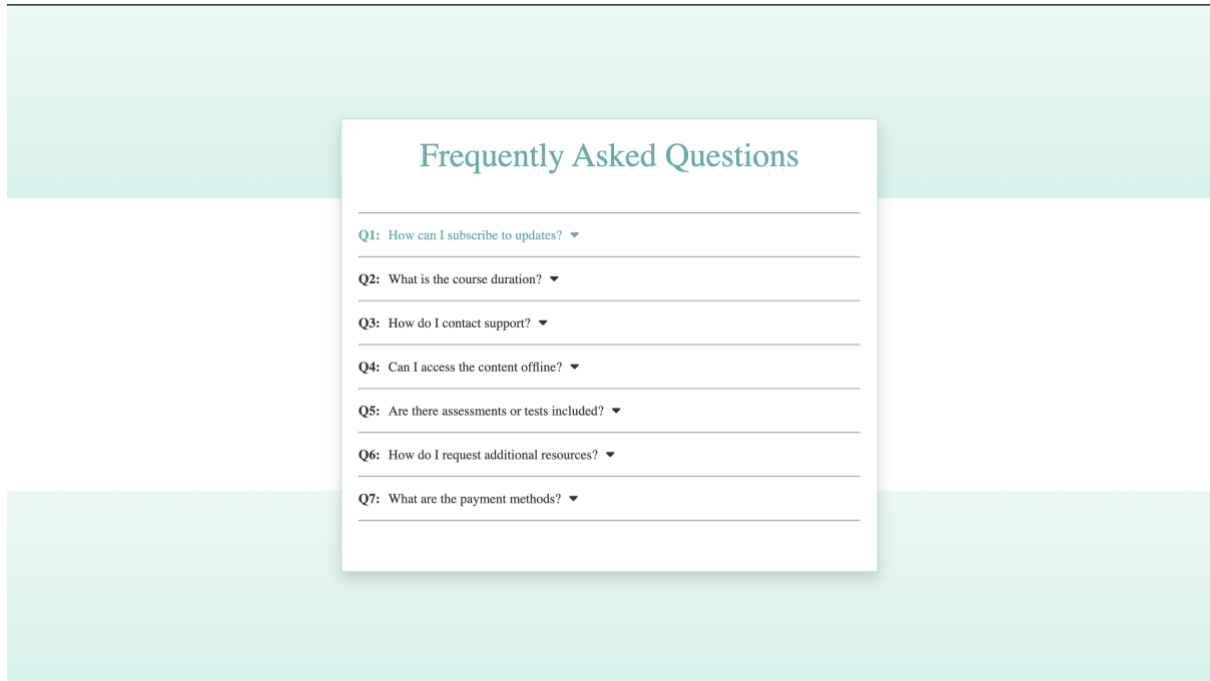 Frequently Asked Questions
Q1: How can I subscribe to updates?
Q2: What is the course duration?
Q3: How do I contact support?
Q4: Can I access the content offline?
Q5: Are there assessments or tests included?
Q6: How do I request additional resources?
Q7: What are the payment methods?